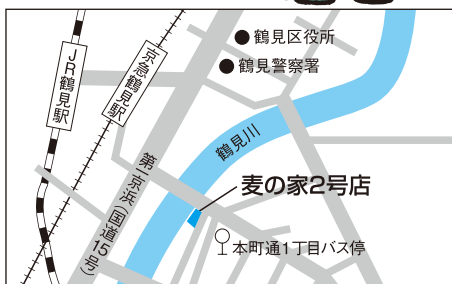 鶴見区役所
鶴見警察署
JR鶴見駅
京急鶴見駅
鶴見川
第一京浜(国道15号)
麦の家2号店
本町通1丁目バス停